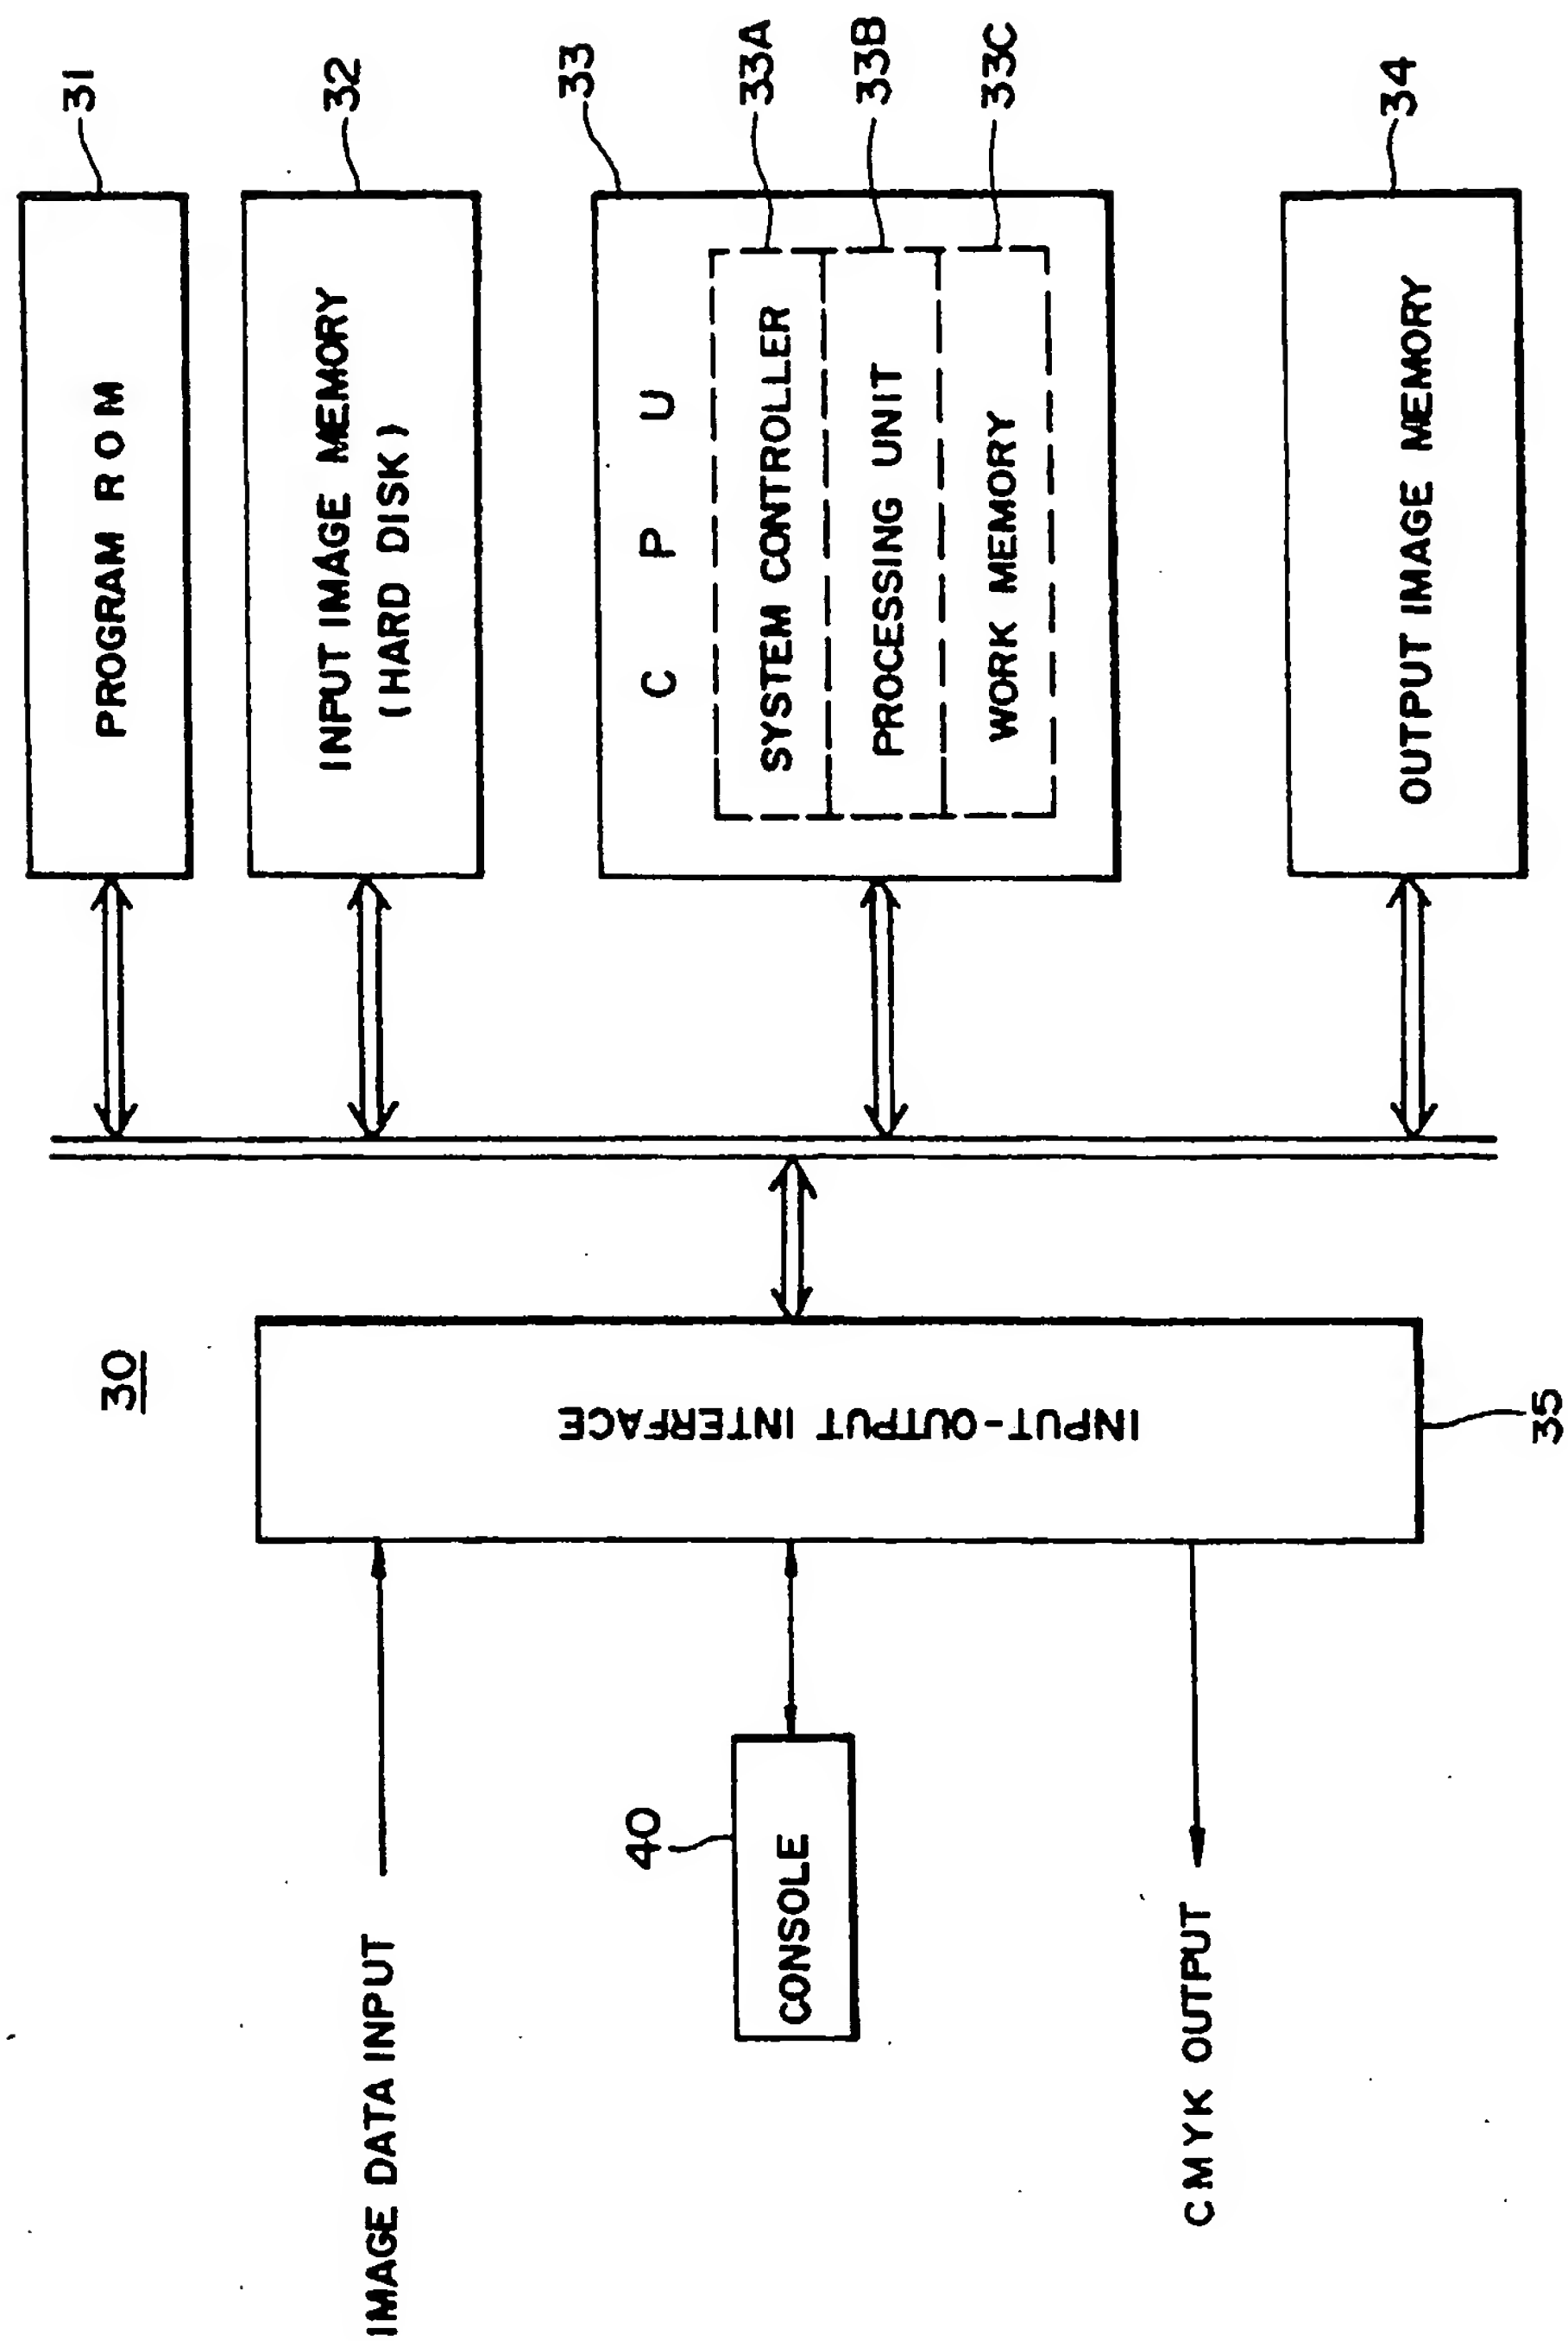 30
PROGRAM ROM
31
INPUT IMAGE MEMORY
(HARD DISK)
32
IMAGE DATA INPUT
INPUT-OUTPUT INTERFACE
35
CPU
33
SYSTEM CONTROLLER
33A
PROCESSING UNIT
33B
WORK MEMORY
33C
40
CONSOLE
CMYK OUTPUT
OUTPUT IMAGE MEMORY
34